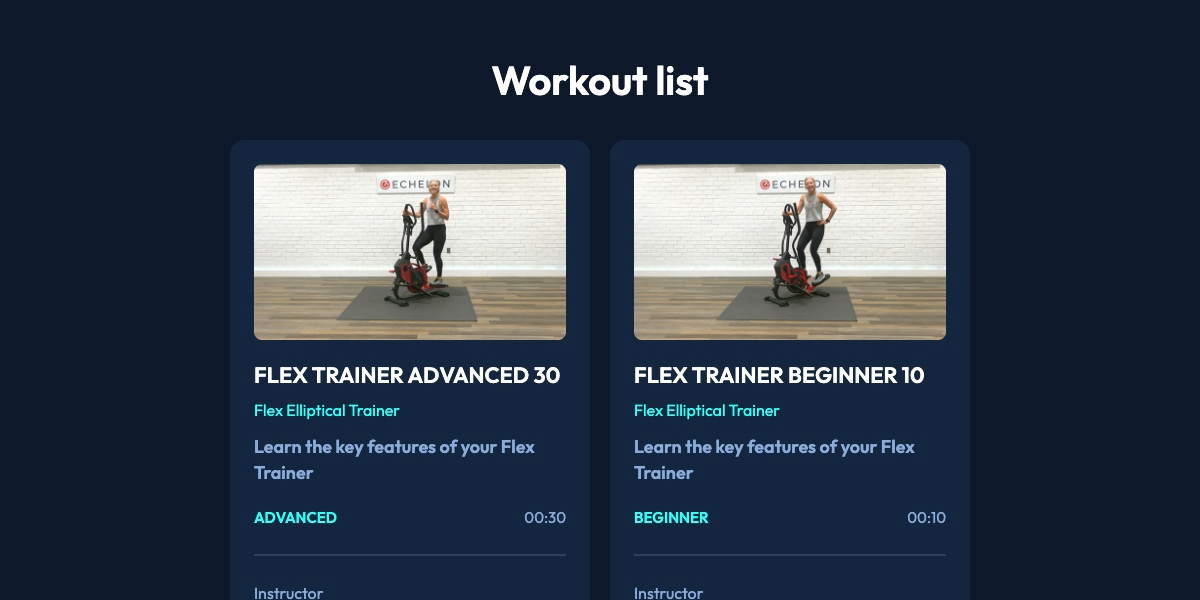 Workout list
ECHELON
ECHELON
FLEX TRAINER ADVANCED 30
FLEX TRAINER BEGINNER 10
Flex Elliptical Trainer
Flex Elliptical Trainer
Learn the key features of your Flex
Trainer
Learn the key features of your Flex
Trainer
ADVANCED
00:30
BEGINNER
00:10
Instructor
Instructor